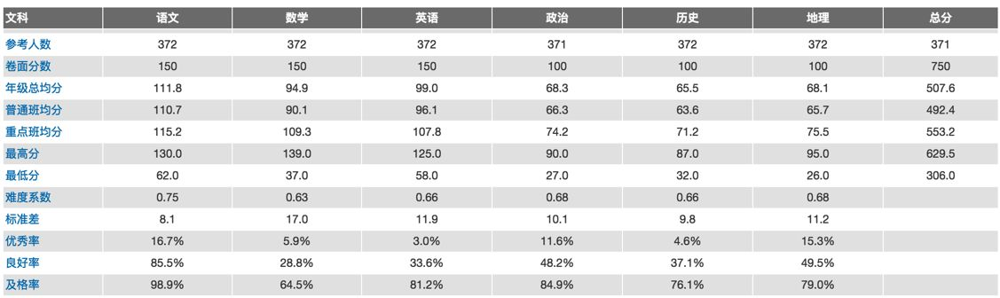 文科 语文 数学 英语 政治 历史 地理 总分
参考人数 372 372 372 371 372 372 371
卷面分数 150 150 150 100 100 100 750
年级总均分 111.8 94.9 99.0 68.3 65.5 68.1 507.6
普通班均分 110.7 90.1 96.1 66.3 63.6 65.7 492.4
重点班均分 115.2 109.3 107.8 74.2 71.2 75.5 553.2
最高分 130.0 139.0 125.0 90.0 87.0 95.0 629.5
最低分 62.0 37.0 58.0 27.0 32.0 26.0 306.0
难度系数 0.75 0.63 0.66 0.68 0.66 0.68
标准差 8.1 17.0 11.9 10.1 9.8 11.2
优秀率 16.7% 5.9% 3.0% 11.6% 4.6% 15.3%
良好率 85.5% 28.8% 33.6% 48.2% 37.1% 49.5%
及格率 98.9% 64.5% 81.2% 84.9% 76.1% 79.0%